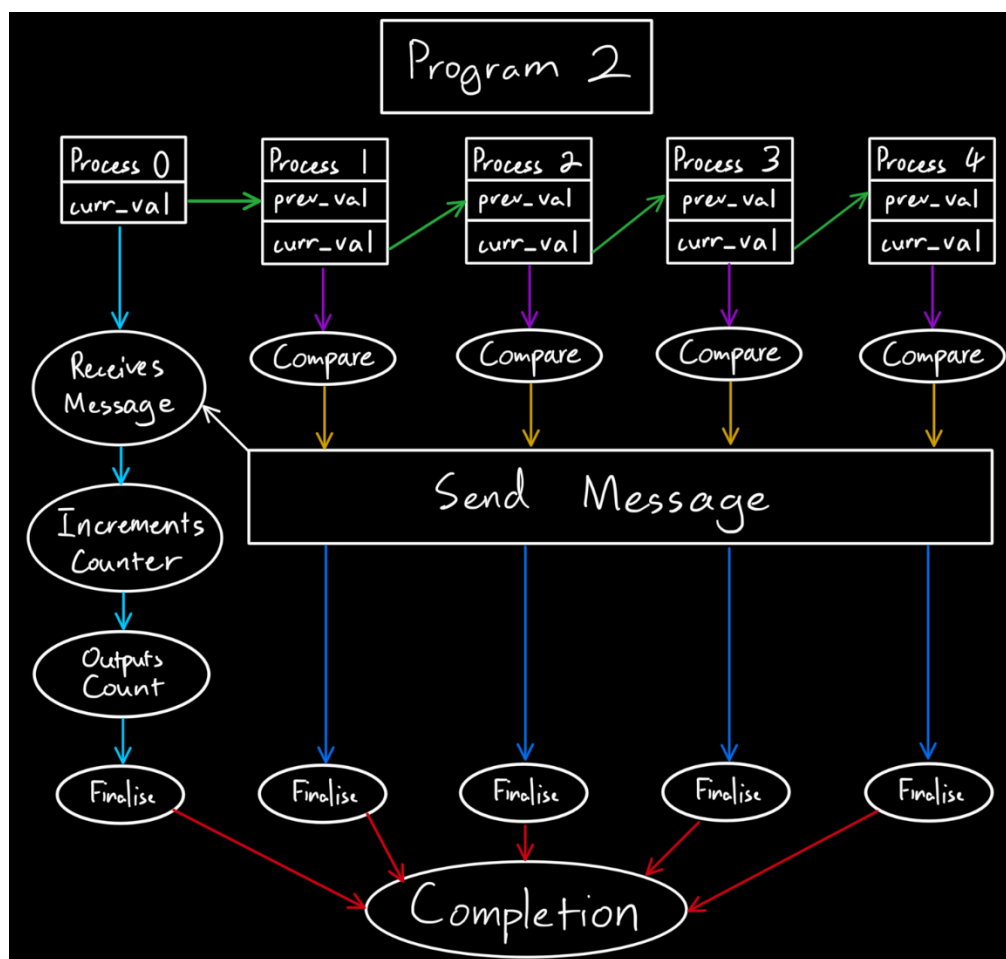 Program 2
Process 0
curr_val
Process 1
prev_val
curr_val
Process 2
prev_val
curr_val
Process 3
prev_val
curr_val
Process 4
prev_val
curr_val
Receives
Message
Compare
Compare
Compare
Compare
Send Message
Increments
Counter
Outputs
Count
Finalise
Finalise
Finalise
Finalise
Finalise
Completion